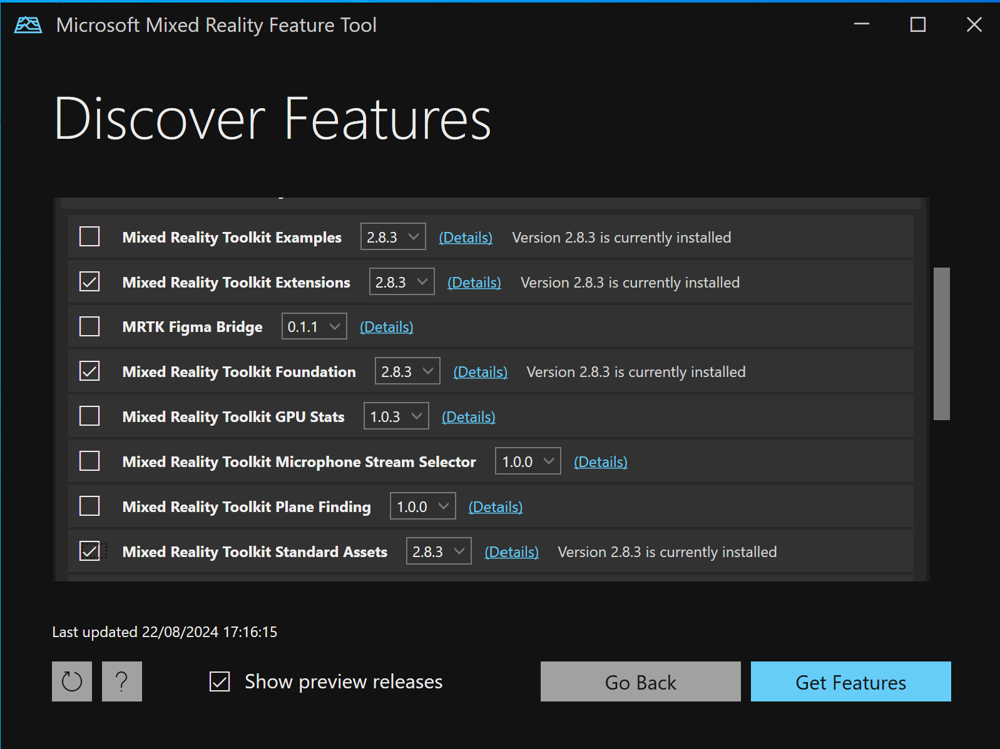 Microsoft Mixed Reality Feature Tool
Discover Features
Mixed Reality Toolkit Examples 2.8.3 (Details) Version 2.8.3 is currently installed
Mixed Reality Toolkit Extensions 2.8.3 (Details) Version 2.8.3 is currently installed
MRTK Figma Bridge 0.1.1 (Details)
Mixed Reality Toolkit Foundation 2.8.3 (Details) Version 2.8.3 is currently installed
Mixed Reality Toolkit GPU Stats 1.0.3 (Details)
Mixed Reality Toolkit Microphone Stream Selector 1.0.0 (Details)
Mixed Reality Toolkit Plane Finding 1.0.0 (Details)
Mixed Reality Toolkit Standard Assets 2.8.3 (Details) Version 2.8.3 is currently installed
Last updated 22/08/2024 17:16:15
? Show preview releases Go Back Get Features